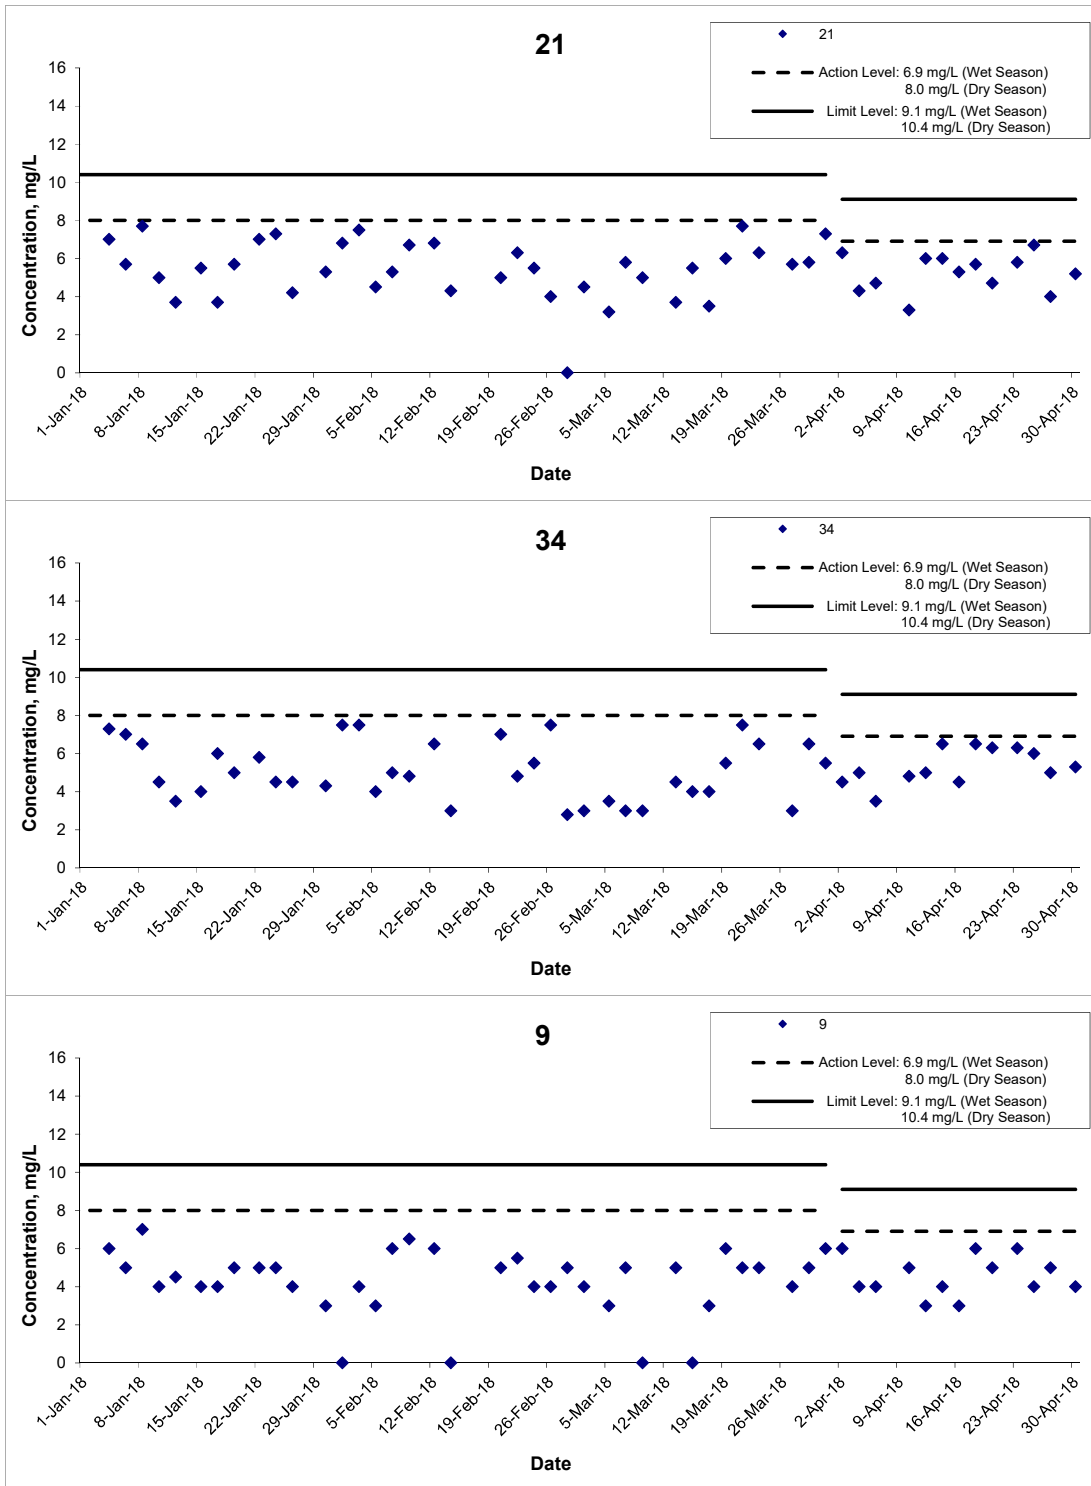 21
21
Action Level: 6.9 mg/L (Wet Season)
8.0 mg/L (Dry Season)
Limit Level: 9.1 mg/L (Wet Season)
10.4 mg/L (Dry Season)
Concentration, mg/L
16
14
12
10
8
6
4
2
0
1-Jan-18
8-Jan-18
15-Jan-18
22-Jan-18
29-Jan-18
5-Feb-18
12-Feb-18
19-Feb-18
26-Feb-18
5-Mar-18
12-Mar-18
19-Mar-18
26-Mar-18
2-Apr-18
9-Apr-18
16-Apr-18
23-Apr-18
30-Apr-18
Date
34
34
Action Level: 6.9 mg/L (Wet Season)
8.0 mg/L (Dry Season)
Limit Level: 9.1 mg/L (Wet Season)
10.4 mg/L (Dry Season)
Concentration, mg/L
16
14
12
10
8
6
4
2
0
1-Jan-18
8-Jan-18
15-Jan-18
22-Jan-18
29-Jan-18
5-Feb-18
12-Feb-18
19-Feb-18
26-Feb-18
5-Mar-18
12-Mar-18
19-Mar-18
26-Mar-18
2-Apr-18
9-Apr-18
16-Apr-18
23-Apr-18
30-Apr-18
Date
9
9
Action Level: 6.9 mg/L (Wet Season)
8.0 mg/L (Dry Season)
Limit Level: 9.1 mg/L (Wet Season)
10.4 mg/L (Dry Season)
Concentration, mg/L
16
14
12
10
8
6
4
2
0
1-Jan-18
8-Jan-18
15-Jan-18
22-Jan-18
29-Jan-18
5-Feb-18
12-Feb-18
19-Feb-18
26-Feb-18
5-Mar-18
12-Mar-18
19-Mar-18
26-Mar-18
2-Apr-18
9-Apr-18
16-Apr-18
23-Apr-18
30-Apr-18
Date